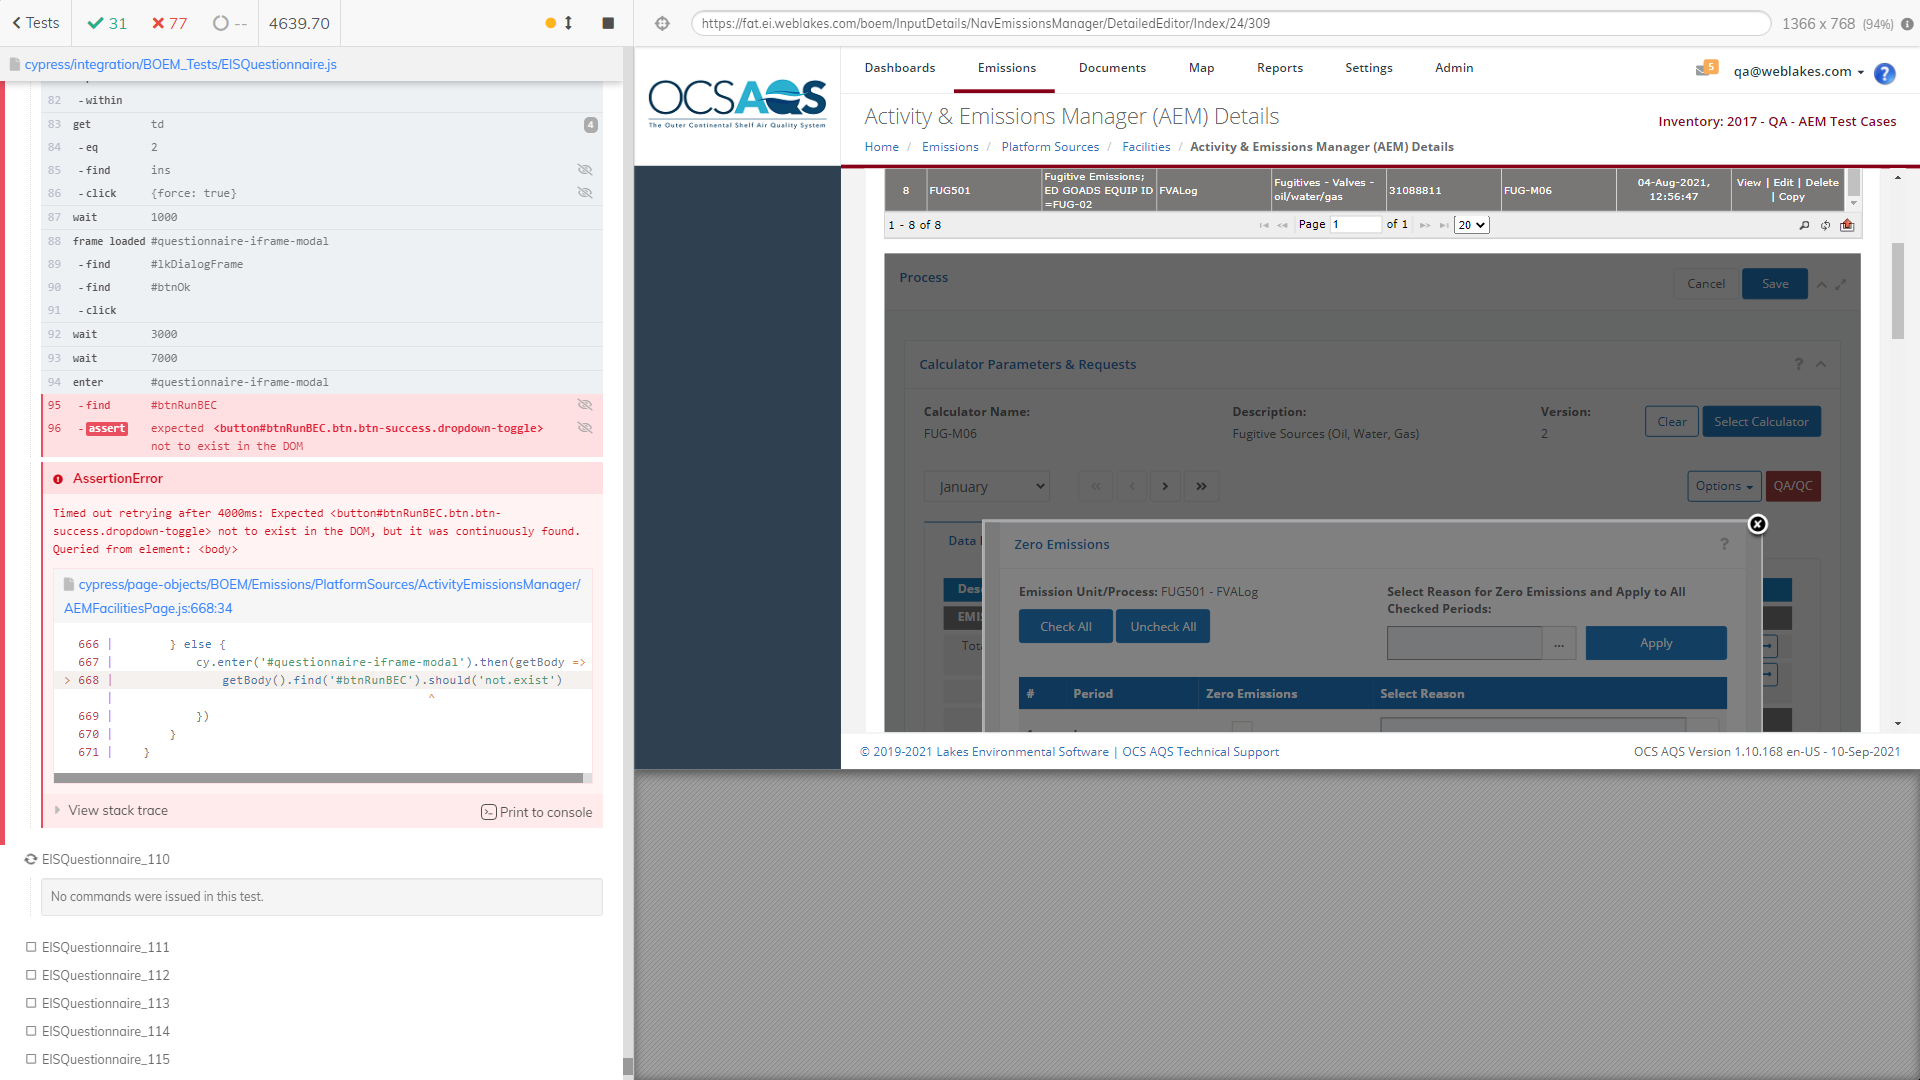 Tests
31
77
--
4639.70
cypress/integration/BOEM_Tests/EISQuestionnaire.js
82 -within
83 get td 4
84 -eq 2
85 -find ins
86 -click {force: true}
87 wait 1000
88 frame loaded #questionnaire-iframe-modal
89 -find #lkDialogFrame
90 -find #btnOk
91 -click
92 wait 3000
93 wait 7000
94 enter #questionnaire-iframe-modal
95 -find #btnRunBEC
96 -assert expected <button#btnRunBEC.btn.btn-success.dropdown-toggle>
not to exist in the DOM
AssertionError
Timed out retrying after 4000ms: Expected <button#btnRunBEC.btn.btn-
success.dropdown-toggle> not to exist in the DOM, but it was continuously found.
Queried from element: <body>
cypress/page-objects/BOEM/Emissions/PlatformSources/ActivityEmissionsManager/
AEMFacilitiesPage.js:668:34
666 | } else {
667 | cy.enter('#questionnaire-iframe-modal').then(getBody =>
> 668 | getBody().find('#btnRunBEC').should('not.exist')
| ^
669 | })
670 | }
671 | }
View stack trace
Print to console
EISQuestionnaire_110
No commands were issued in this test.
EISQuestionnaire_111
EISQuestionnaire_112
EISQuestionnaire_113
EISQuestionnaire_114
EISQuestionnaire_115
https://fat.ei.weblakes.com/boem/InputDetails/NavEmissionsManager/DetailedEditor/Index/24/309
1366 x 768 (94%)
OCSAQS
The Outer Continental Shelf Air Quality System
Dashboards Emissions Documents Map Reports Settings Admin
5
qa@weblakes.com
?
Activity & Emissions Manager (AEM) Details
Inventory: 2017 - QA - AEM Test Cases
Home / Emissions / Platform Sources / Facilities / Activity & Emissions Manager (AEM) Details
8 FUG501 Fugitive Emissions; ED GOADS EQUIP ID =FUG-02 FVALog Fugitives - Valves - oil/water/gas 31088811 FUG-M06 04-Aug-2021, 12:56:47 View | Edit | Delete | Copy
1 - 8 of 8
Page 1 of 1 20
Process
Cancel
Save
Calculator Parameters & Requests
?
Calculator Name: Description: Version:
FUG-M06 Fugitive Sources (Oil, Water, Gas) 2
Clear
Select Calculator
January
Options
QA/QC
Data
Zero Emissions
?
Des
EMIS
Tota
Emission Unit/Process: FUG501 - FVALog
Select Reason for Zero Emissions and Apply to All
Checked Periods:
Check All
Uncheck All
...
Apply
# Period Zero Emissions Select Reason
© 2019-2021 Lakes Environmental Software | OCS AQS Technical Support
OCS AQS Version 1.10.168 en-US - 10-Sep-2021